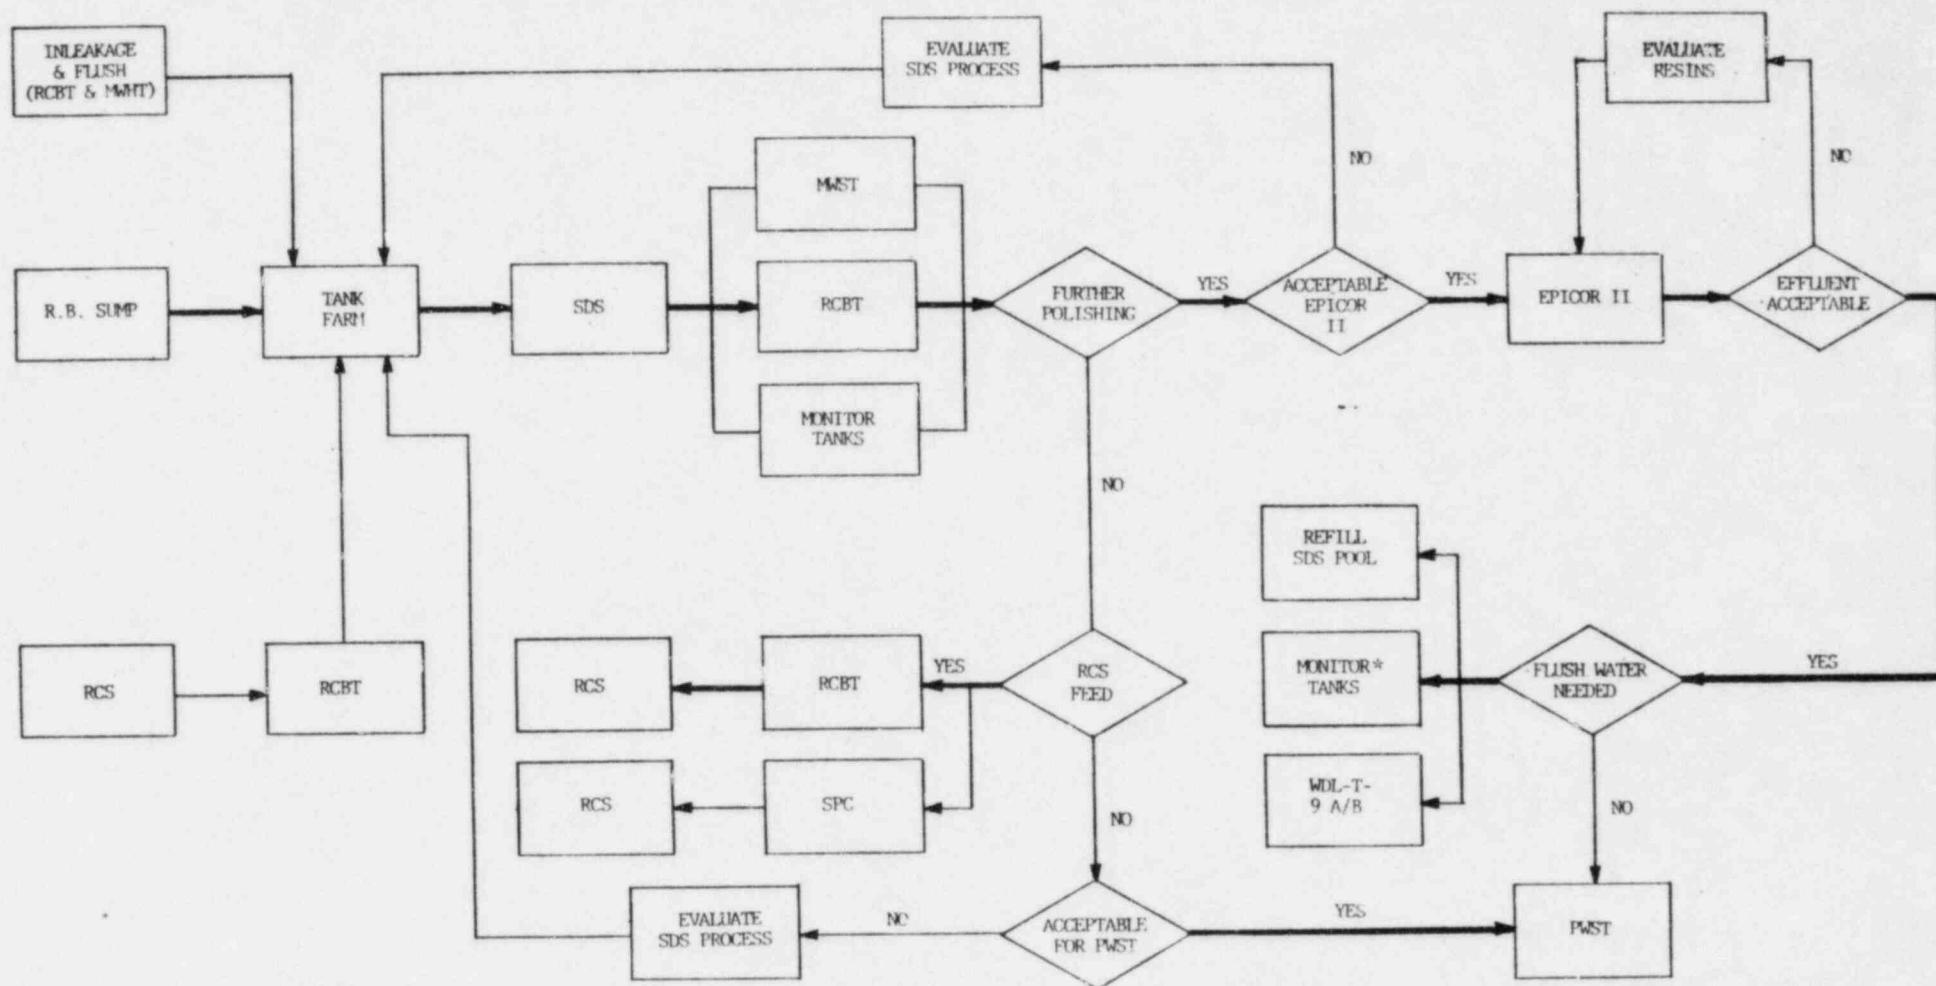 INLEAKAGE
& FLUSH
(RCBT & MWHT)
EVALUATE
SDS PROCESS
EVALUATE
RESINS
NO
NO
MWST
R.B. SUMP
TANK
FARM
SDS
RCBT
FURTHER
POLISHING
YES
ACCEPTABLE
EPICOR
II
YES
EPICOR II
EFFLUENT
ACCEPTABLE
MONITOR
TANKS
NO
REFILL
SDS POOL
RCS
RCBT
RCS
RCBT
YES
RCS
FEED
MONITOR*
TANKS
FLUSH WATER
NEEDED
YES
RCS
SPC
NO
WDL-T-
9 A/B
NO
EVALUATE
SDS PROCESS
NO
ACCEPTABLE
FOR PWST
YES
PWST